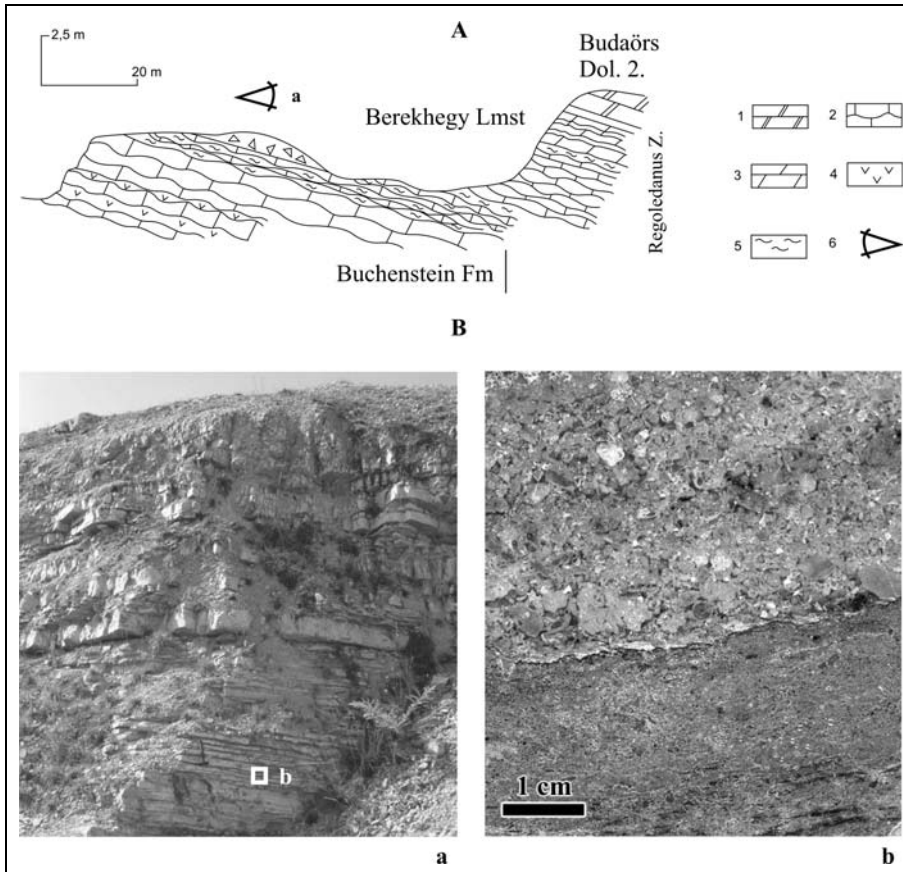 A
2,5 m
20 m
a
Budaörs
Dol. 2.
Berekhegy Lmst
Regoledanus Z.
Buchenstein Fm
1
2
3
4
5
6
B
b
1 cm
a
b